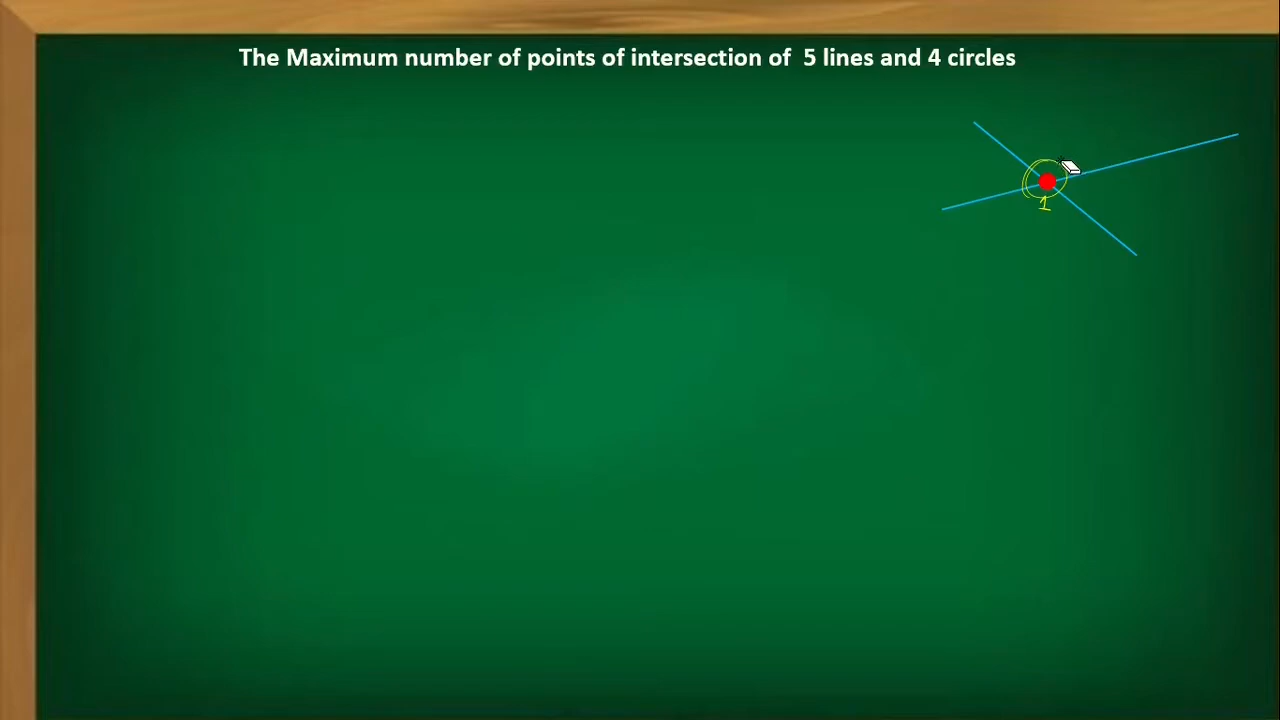 The Maximum number of points of intersection of  5 lines and 4 circles
1